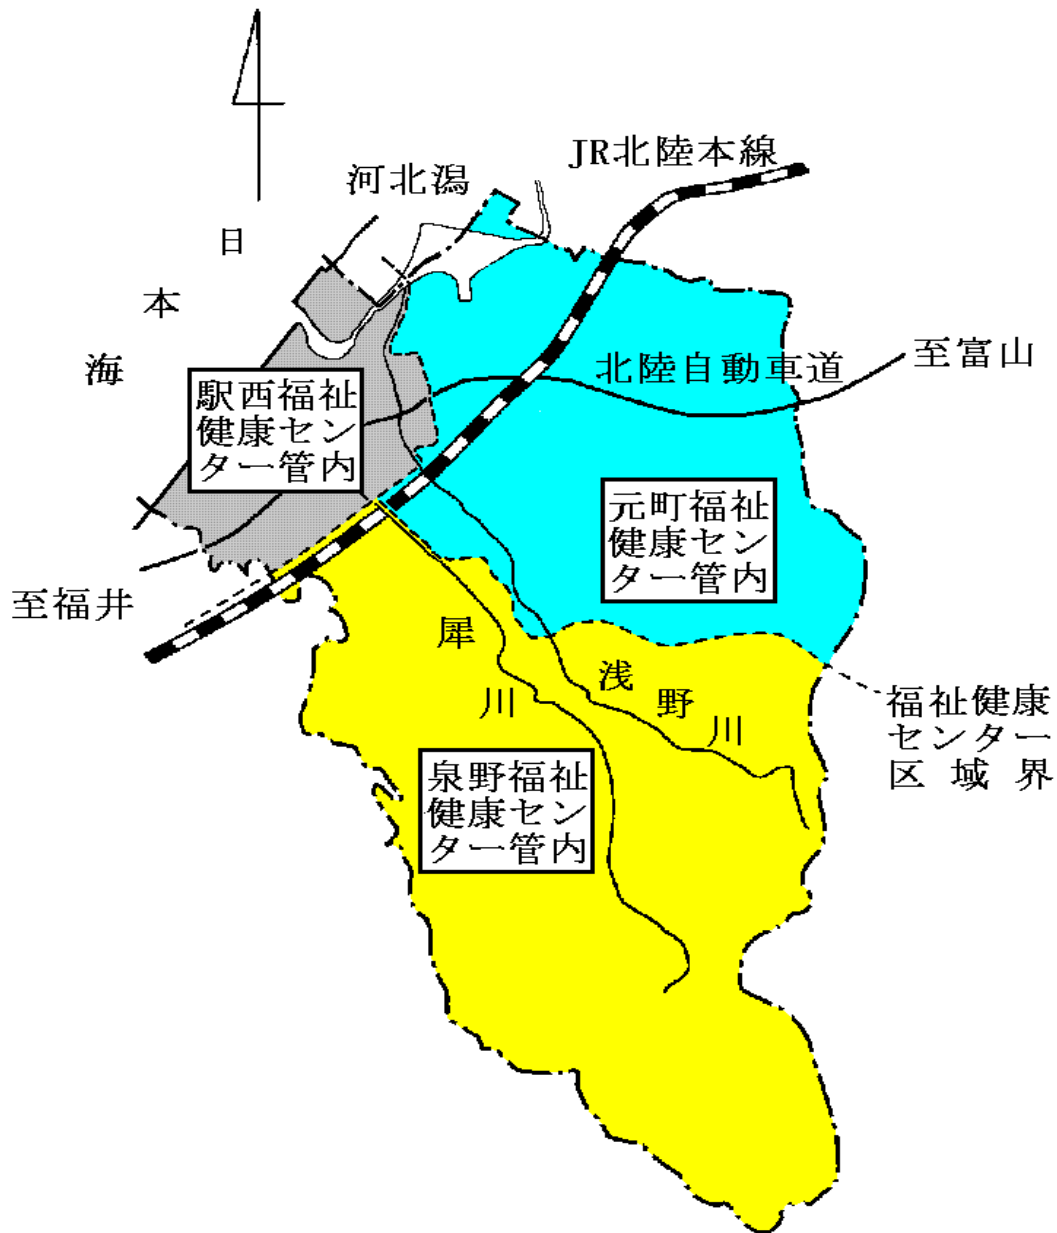 JR北陸本線
河北潟
日
本
海
北陸自動車道
至富山
駅西福祉
健康セン
ター管内
元町福祉
健康セン
ター管内
至福井
犀
川
浅
野
川
福祉健康
センター
区域界
泉野福祉
健康セン
ター管内